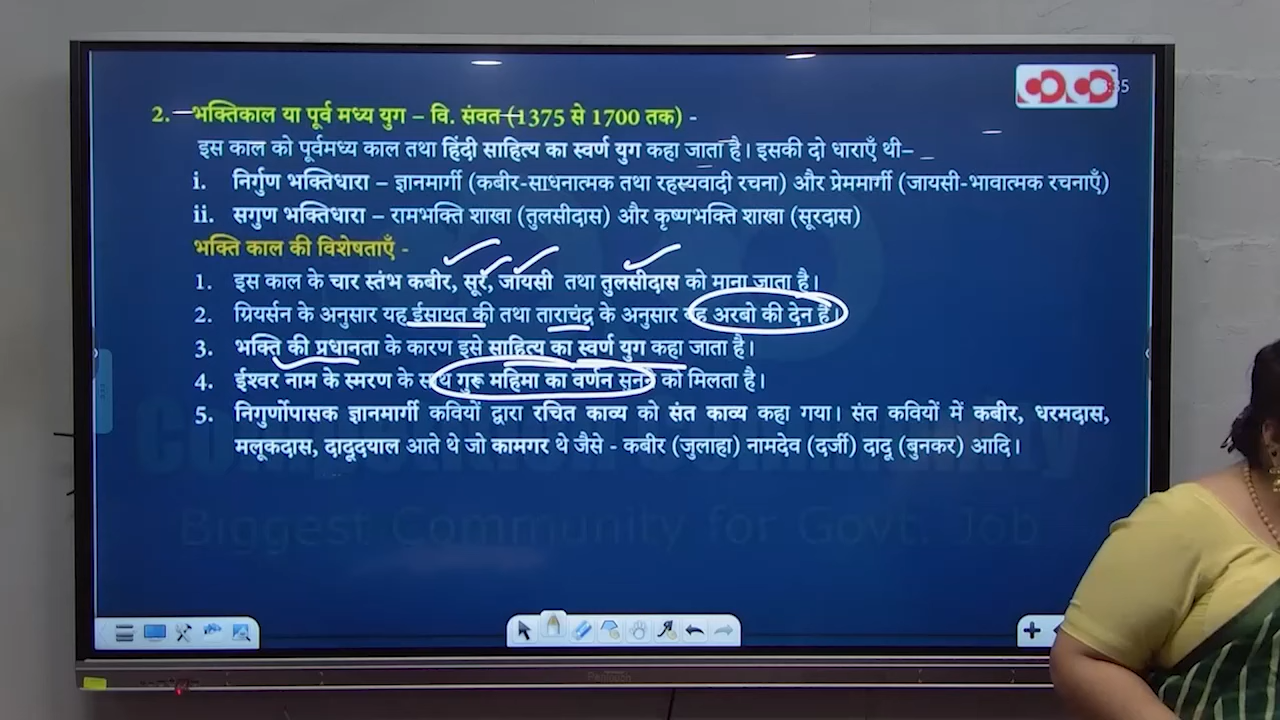 2. भक्तिकाल या पूर्व मध्य युग – वि. संवत (1375 से 1700 तक) -
इस काल को पूर्वमध्य काल तथा हिंदी साहित्य का स्वर्ण युग कहा जाता है। इसकी दो धाराएँ थी–
i. निर्गुण भक्तिधारा – ज्ञानमार्गी (कबीर-साधनात्मक तथा रहस्यवादी रचना) और प्रेममार्गी (जायसी-भावात्मक रचनाएँ)
ii. सगुण भक्तिधारा – रामभक्ति शाखा (तुलसीदास) और कृष्णभक्ति शाखा (सूरदास)
भक्ति काल की विशेषताएँ -
1. इस काल के चार स्तंभ कबीर, सूर, जायसी तथा तुलसीदास को माना जाता है।
2. ग्रियर्सन के अनुसार यह ईसायत की तथा ताराचंद्र के अनुसार यह अरबो की देन है।
3. भक्ति की प्रधानता के कारण इसे साहित्य का स्वर्ण युग कहा जाता है।
4. ईश्वर नाम के स्मरण के साथ गुरू महिमा का वर्णन सुनने को मिलता है।
5. निगुर्णोपासक ज्ञानमार्गी कवियों द्वारा रचित काव्य को संत काव्य कहा गया। संत कवियों में कबीर, धरमदास,
मलूकदास, दादूदयाल आते थे जो कामगर थे जैसे - कबीर (जुलाहा) नामदेव (दर्जी) दादू (बुनकर) आदि।
Competition Community
Biggest Community for Govt. Job